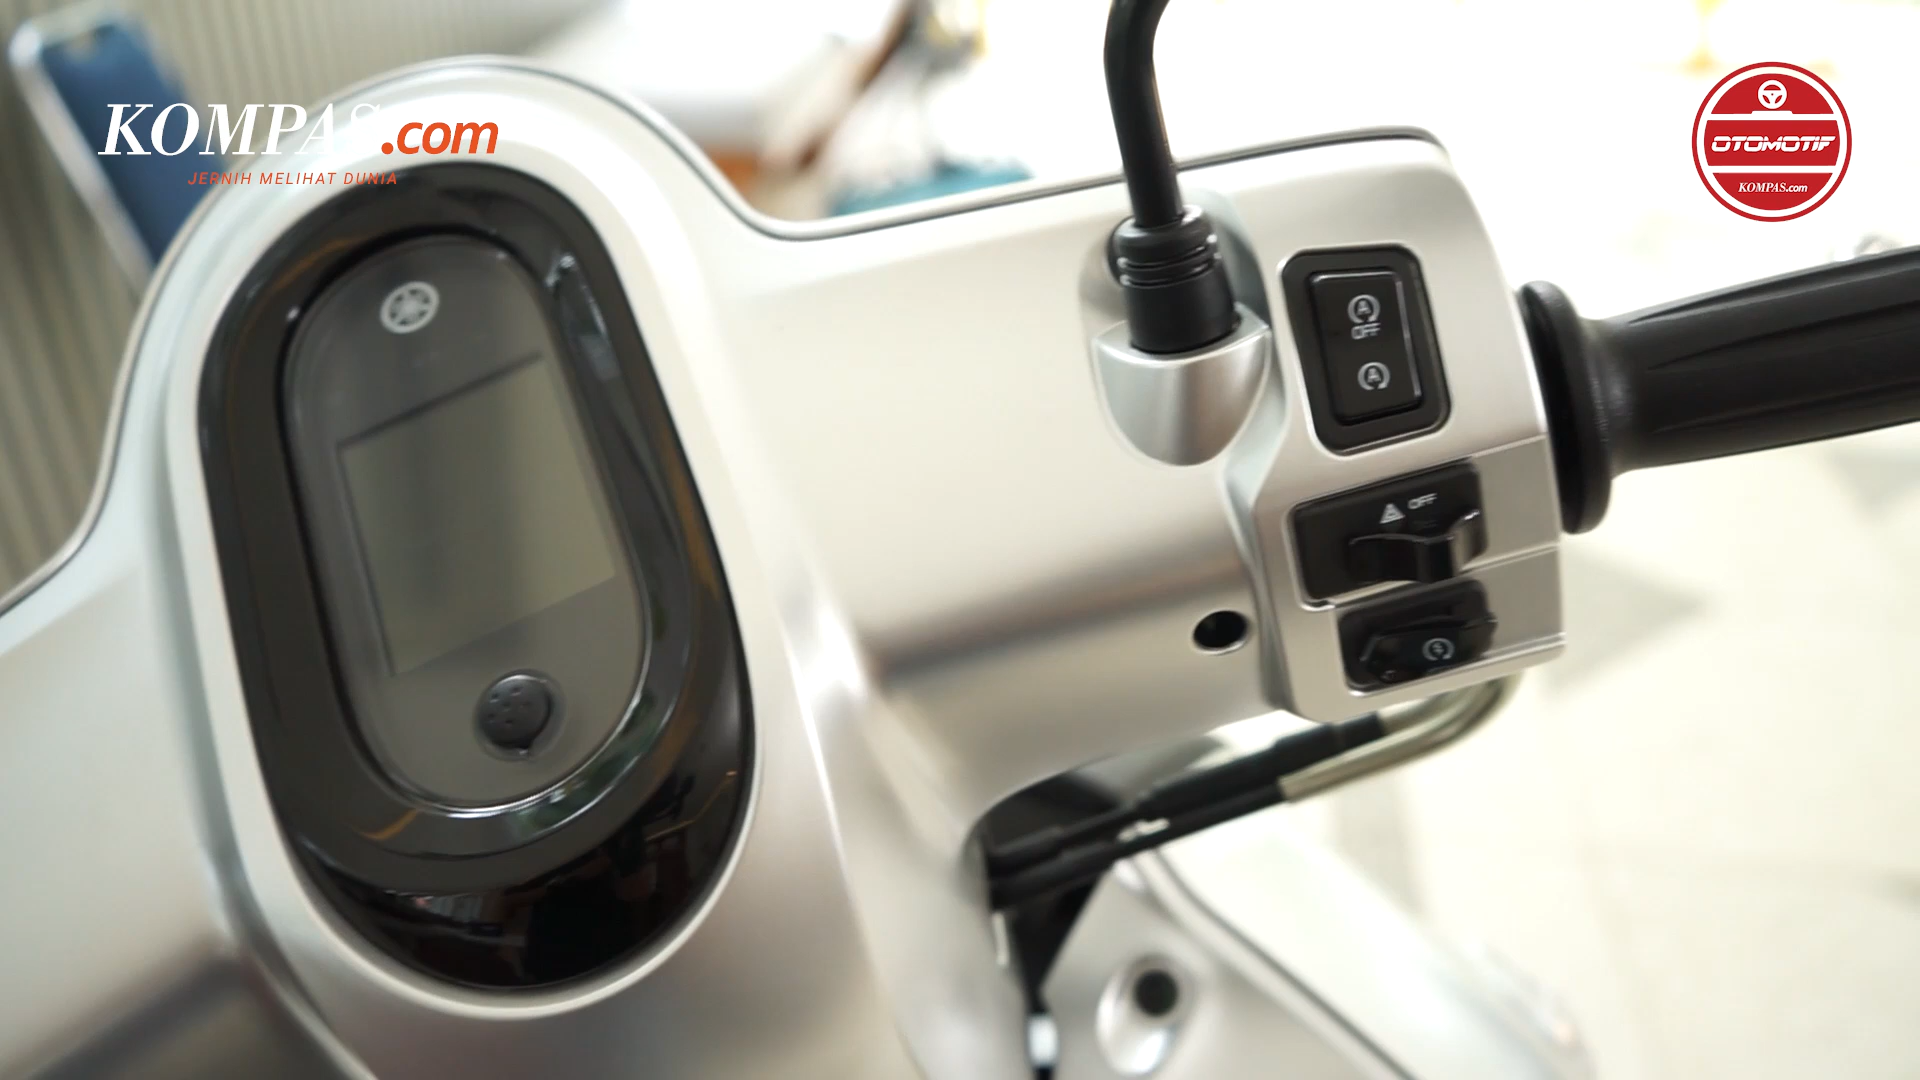 KOMPAS.com
JERNIH MELIHAT DUNIA
OTOMOTIF
KOMPAS.com
A
OFF
A
OFF